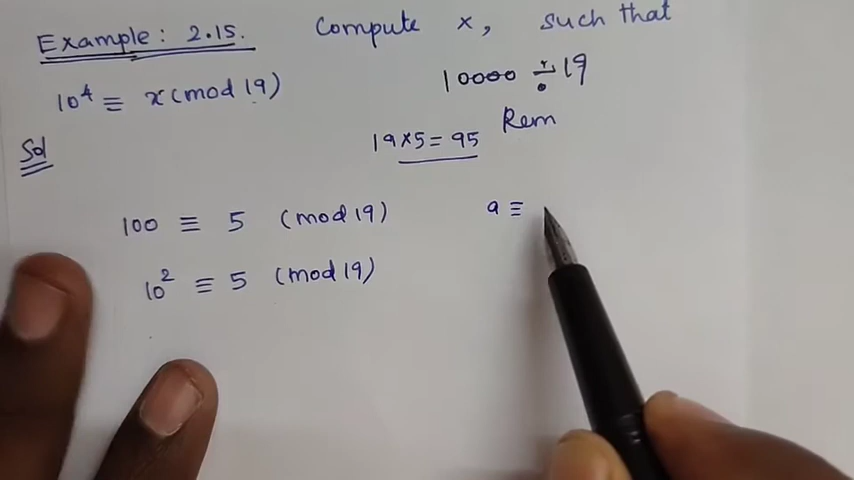 Example: 2.15. Compute x, such that
10⁴ ≡ x (mod 19) 10000 ÷ 19
Sol 19×5=95 Rem
100 ≡ 5 (mod 19) a ≡
10² ≡ 5 (mod 19)